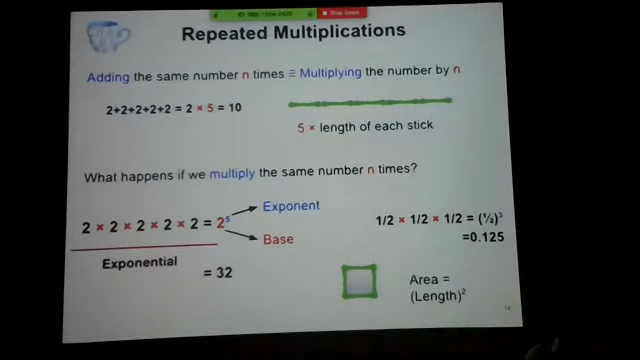 Stop Share
Repeated Multiplications
Adding the same number n times ≡ Multiplying the number by n
2+2+2+2+2 = 2 × 5 = 10
5 × length of each stick
What happens if we multiply the same number n times?
2 × 2 × 2 × 2 × 2 = 2⁵
Exponent
Base
Exponential
= 32
1/2 × 1/2 × 1/2 = (½)³
=0.125
Area =
(Length)²